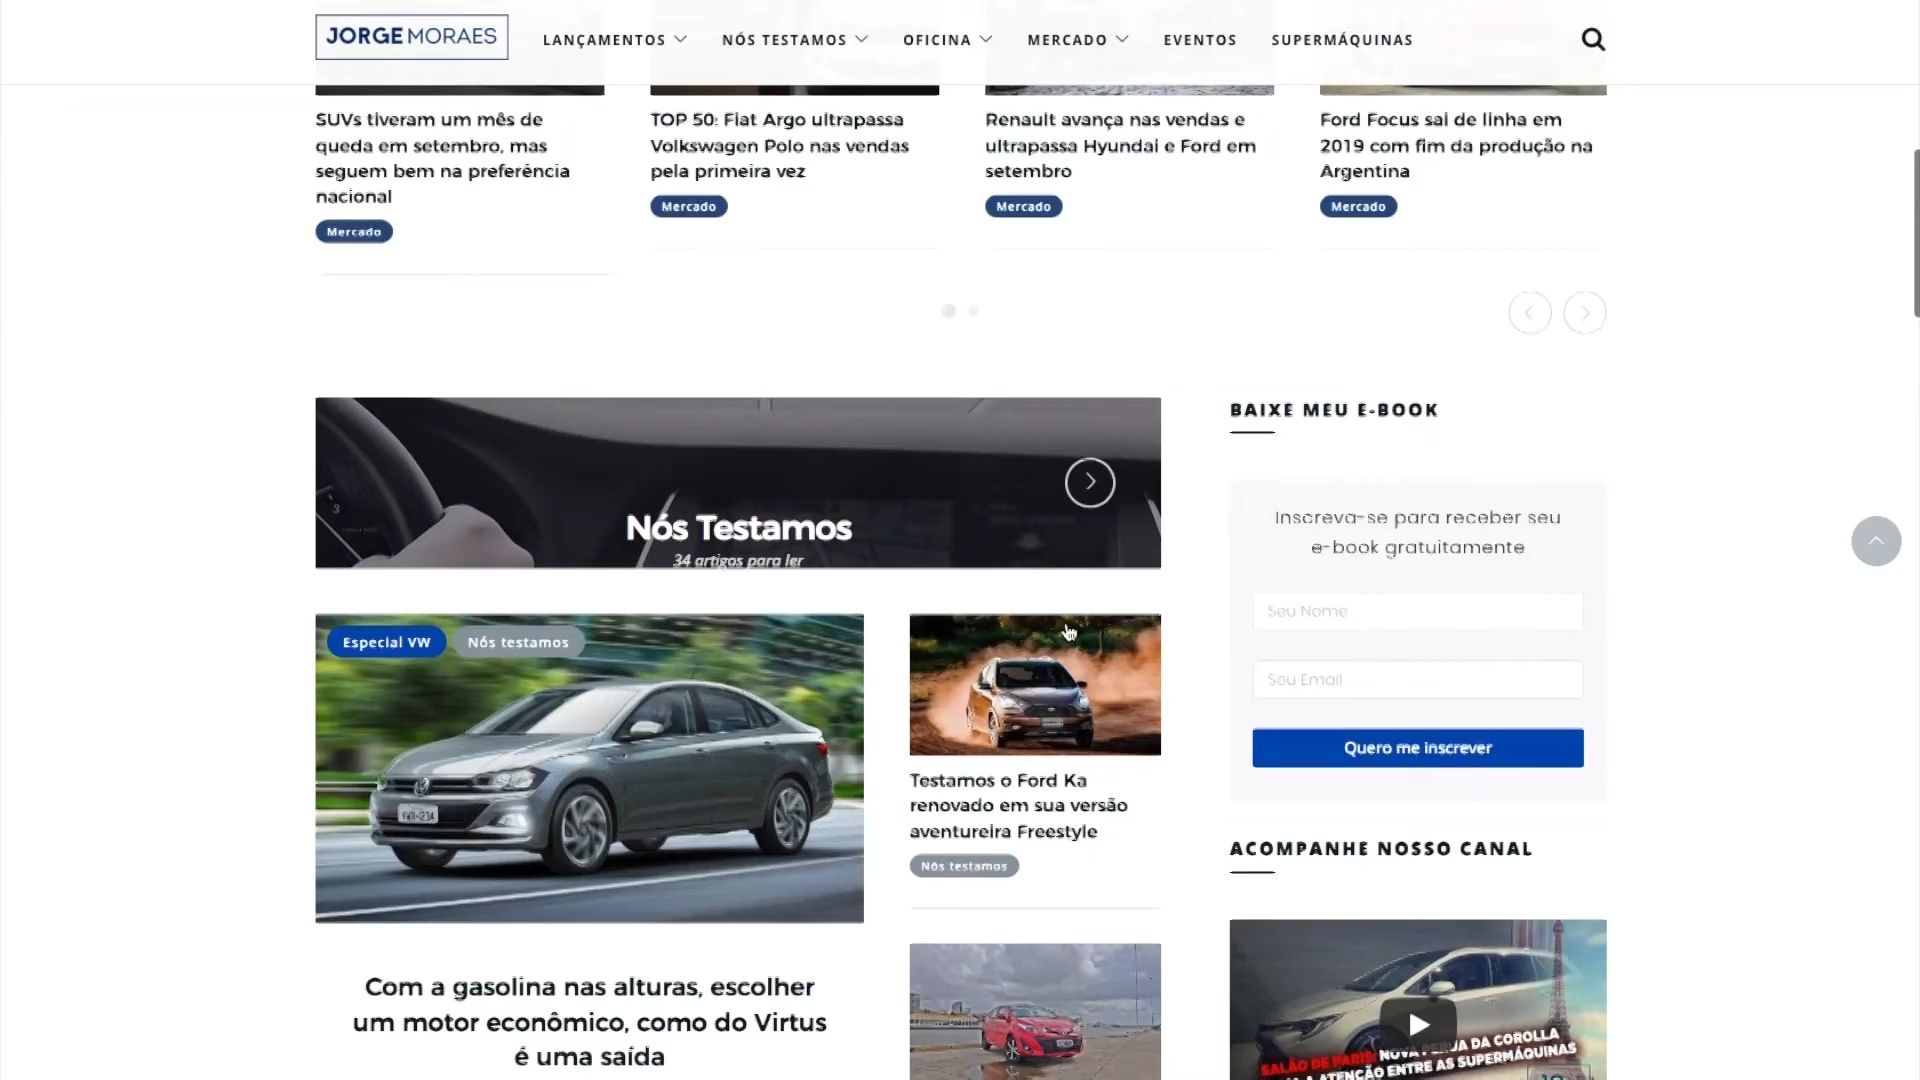 JORGE MORAES
LANÇAMENTOS
NÓS TESTAMOS
OFICINA
MERCADO
EVENTOS
SUPERMÁQUINAS
SUVs tiveram um mês de
queda em setembro, mas
seguem bem na preferência
nacional
Mercado
TOP 50: Fiat Argo ultrapassa
Volkswagen Polo nas vendas
pela primeira vez
Mercado
Renault avança nas vendas e
ultrapassa Hyundai e Ford em
setembro
Mercado
Ford Focus sai de linha em
2019 com fim da produção na
Argentina
Mercado
Nós Testamos
34 artigos para ler
Especial VW
Nós testamos
Com a gasolina nas alturas, escolher
um motor econômico, como do Virtus
é uma saída
Testamos o Ford Ka
renovado em sua versão
aventureira Freestyle
Nós testamos
BAIXE MEU E-BOOK
Inscreva-se para receber seu
e-book gratuitamente
Seu Nome
Seu Email
Quero me inscrever
ACOMPANHE NOSSO CANAL
SALÃO DE PARIS: NOVA PERUA DA COROLLA
A ATENÇÃO ENTRE AS SUPERMÁQUINAS